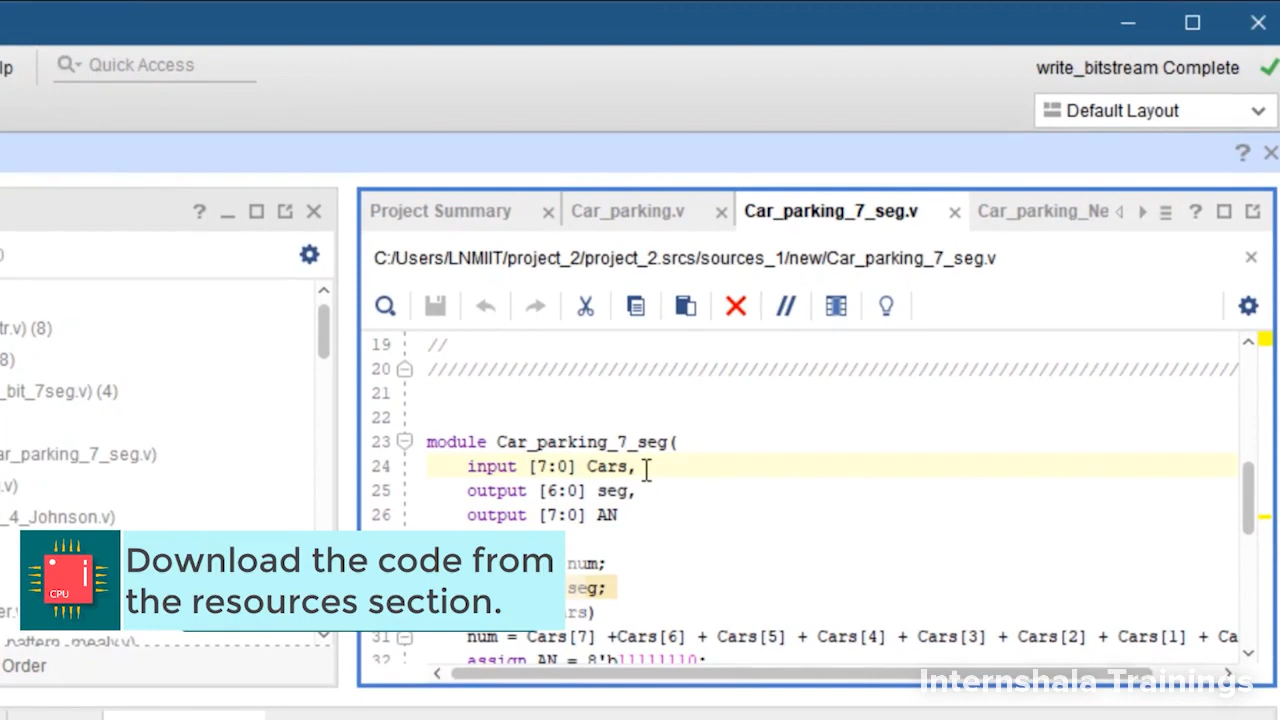 lp
Quick Access
write_bitstream Complete
Default Layout
Project Summary
Car_parking.v
Car_parking_7_seg.v
Car_parking_Ne
C:/Users/LNMIIT/project_2/project_2.srcs/sources_1/new/Car_parking_7_seg.v
tr.v) (8)
8)
_bit_7seg.v) (4)
ar_parking_7_seg.v)
s.v)
_4_Johnson.v)
Order
19 //
20 ////////////////////////////////////////////////////////////////////////////////
21
22
23 module Car_parking_7_seg(
24 input [7:0] Cars,
25 output [6:0] seg,
26 output [7:0] AN
num;
seg;
rs)
31 num = Cars[7] +Cars[6] + Cars[5] + Cars[4] + Cars[3] + Cars[2] + Cars[1] + Ca
32 assign AN = 8'b11111110;
CPU
Download the code from
the resources section.
Internshala Trainings